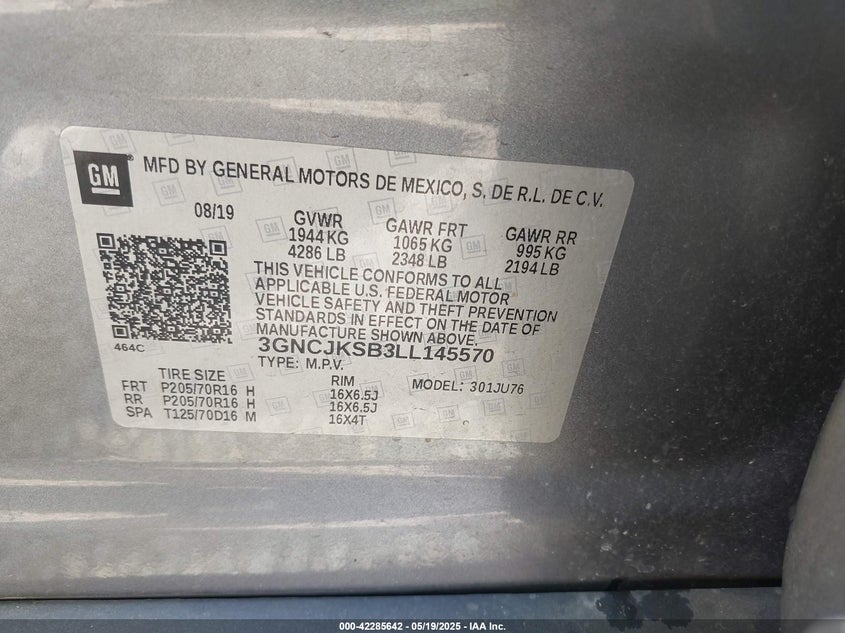 GM
MFD BY GENERAL MOTORS DE MEXICO, S. DE R.L. DE C.V.
08/19 GVWR GAWR FRT GAWR RR
1944 KG 1065 KG 995 KG
4286 LB 2348 LB 2194 LB
THIS VEHICLE CONFORMS TO ALL
APPLICABLE U.S. FEDERAL MOTOR
VEHICLE SAFETY AND THEFT PREVENTION
STANDARDS IN EFFECT ON THE DATE OF
MANUFACTURE SHOWN ABOVE.
464C
3GNCJKSB3LL145570
TYPE: M.P.V.
TIRE SIZE RIM MODEL: 301JU76
FRT P205/70R16 H 16X6.5J
RR P205/70R16 H 16X6.5J
SPA T125/70D16 M 16X4T
000-42285642 - 05/19/2025 - IAA Inc.